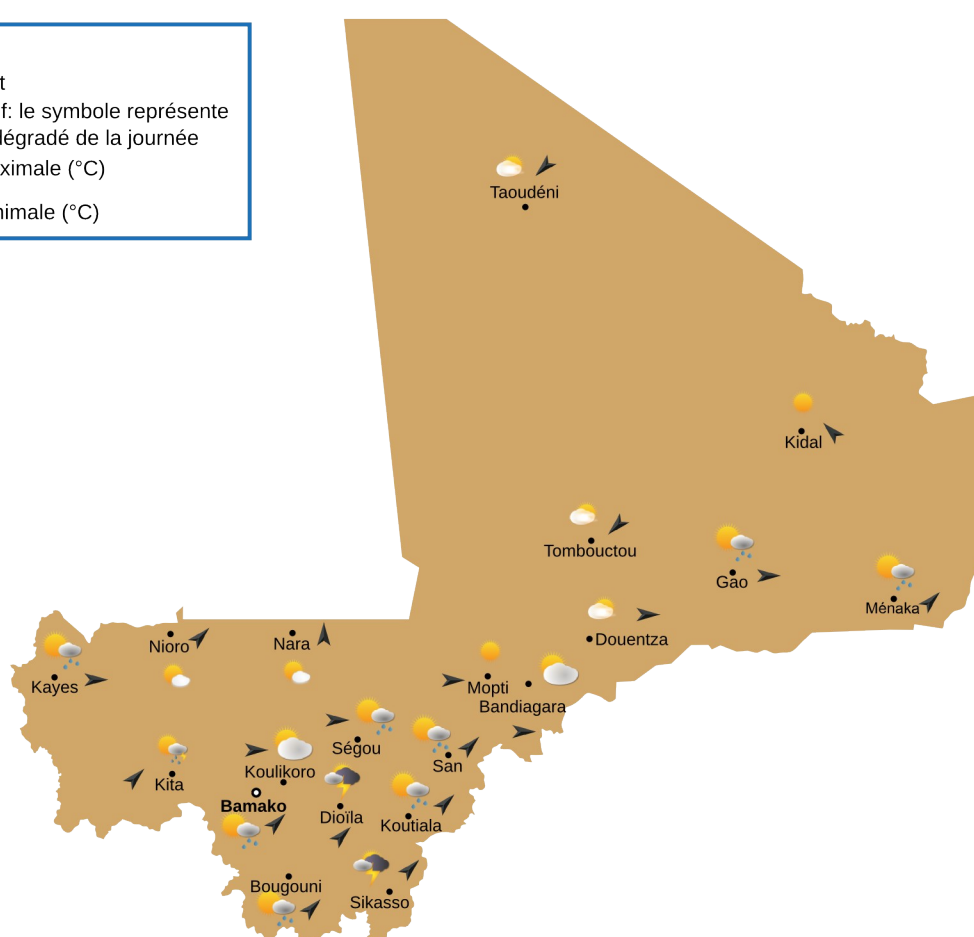 t
f: le symbole représente
dégradé de la journée
ximale (°C)
nimale (°C)
Taoudéni
Kidal
Tombouctou
Gao
Ménaka
Douentza
Nioro
Nara
Kayes
Mopti
Bandiagara
Ségou
San
Koulikoro
Kita
Bamako
Dioïla
Koutiala
Bougouni
Sikasso